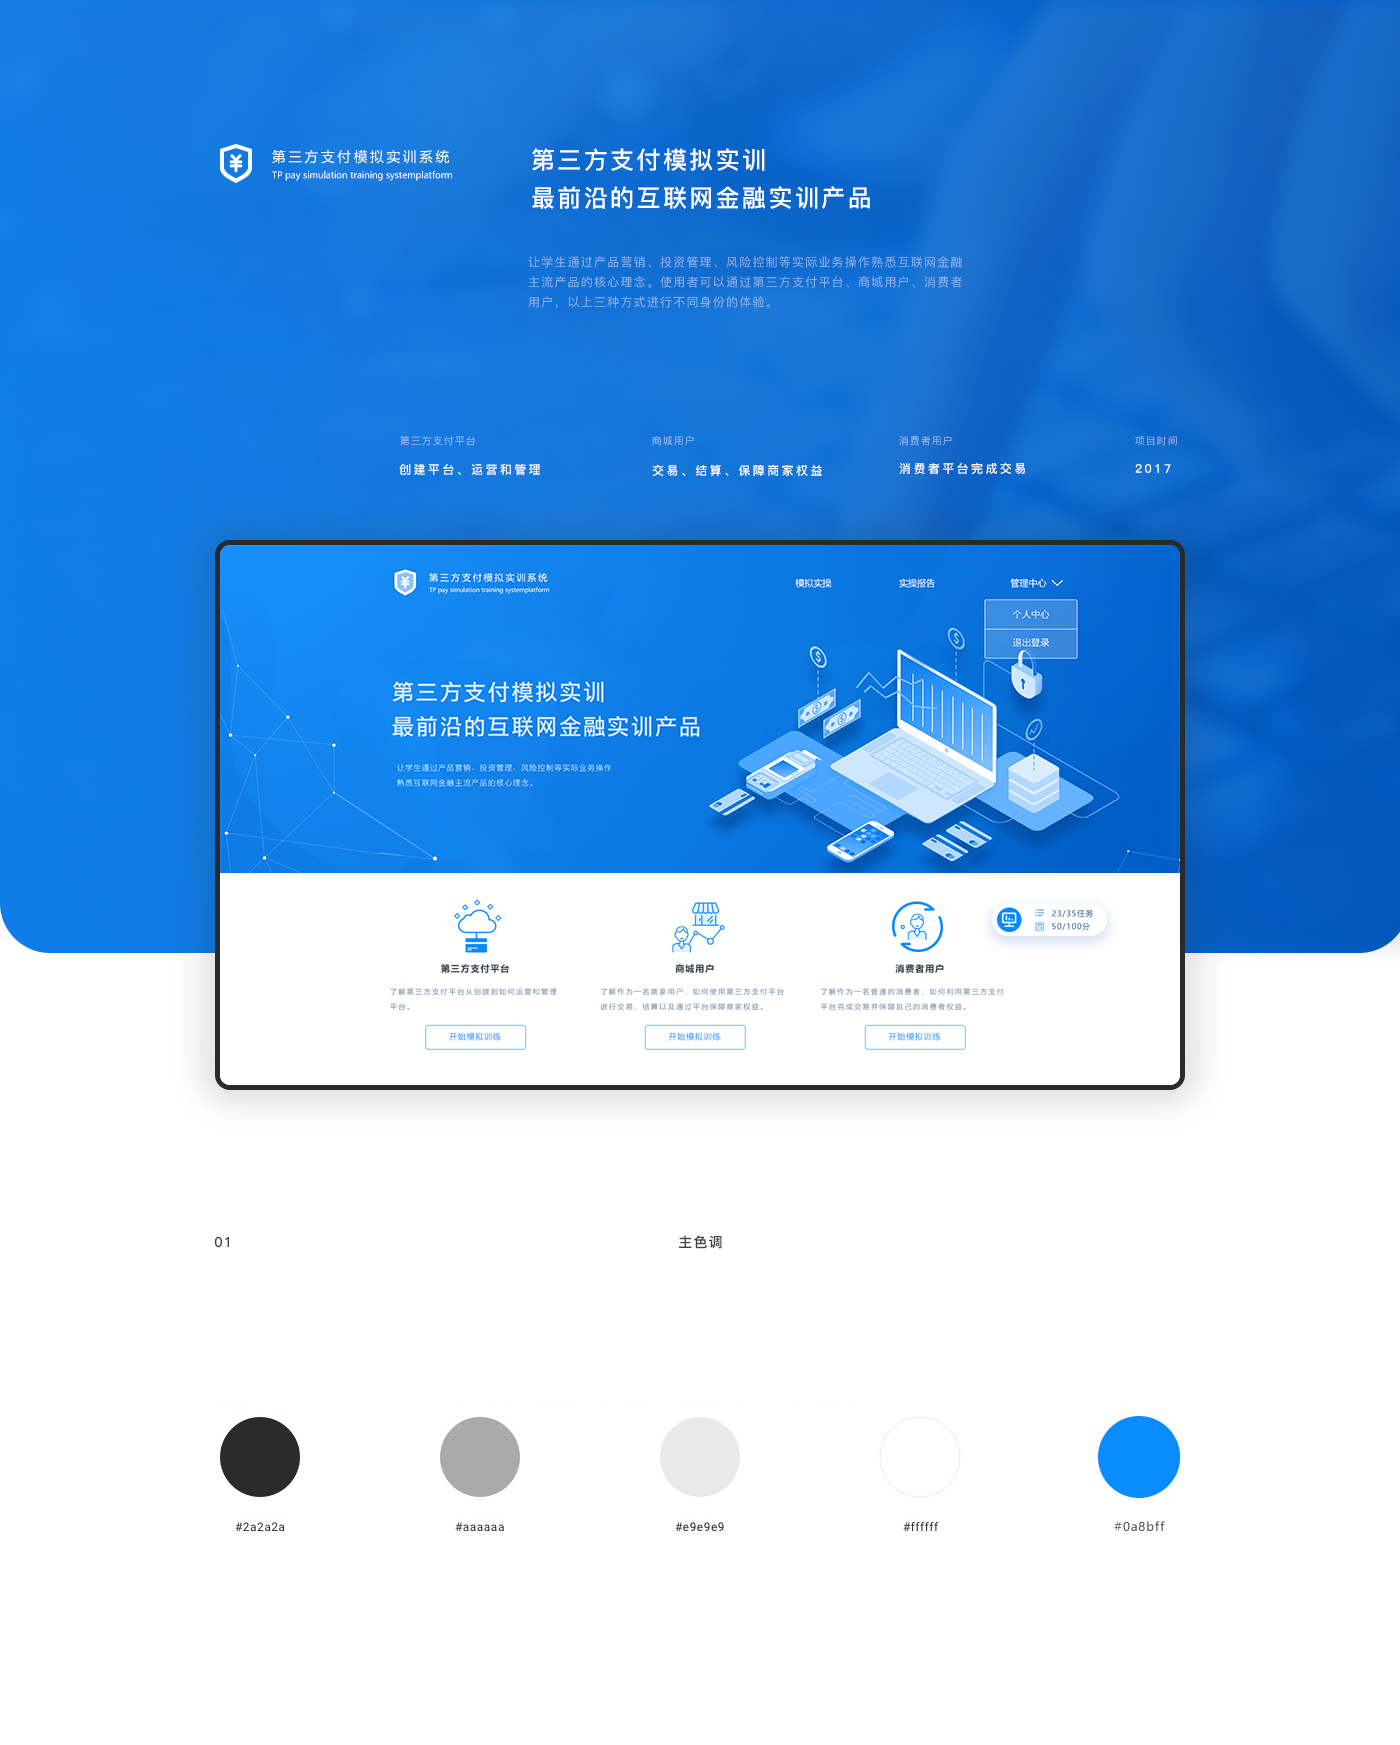 第三方支付模拟实训系统
TP pay simulation training systemplatform
第三方支付模拟实训
最前沿的互联网金融实训产品
让学生通过产品营销、投资管理、风险控制等实际业务操作熟悉互联网金融
主流产品的核心理念。使用者可以通过第三方支付平台、商城用户、消费者
用户，以上三种方式进行不同身份的体验。
第三方支付平台
商城用户
消费者用户
项目时间
创建平台、运营和管理
交易、结算、保障商家权益
消费者平台完成交易
2017
第三方支付模拟实训系统
TP pay simulation training systemplatform
模拟实操
实操报告
管理中心
个人中心
退出登录
第三方支付模拟实训
最前沿的互联网金融实训产品
让学生通过产品营销、投资管理、风险控制等实际业务操作
熟悉互联网金融主流产品的核心理念。
23/35任务
50/100分
第三方支付平台
了解第三方支付平台从创建到如何运营和管理
平台。
开始模拟训练
商城用户
了解作为一名商家用户，如何使用第三方支付平台
进行交易、结算以及通过平台保障商家权益。
开始模拟训练
消费者用户
了解作为一名普通的消费者，如何利用第三方支付
平台完成交易并保障自己的消费者权益。
开始模拟训练
01
主色调
#2a2a2a
#aaaaaa
#e9e9e9
#ffffff
#0a8bff